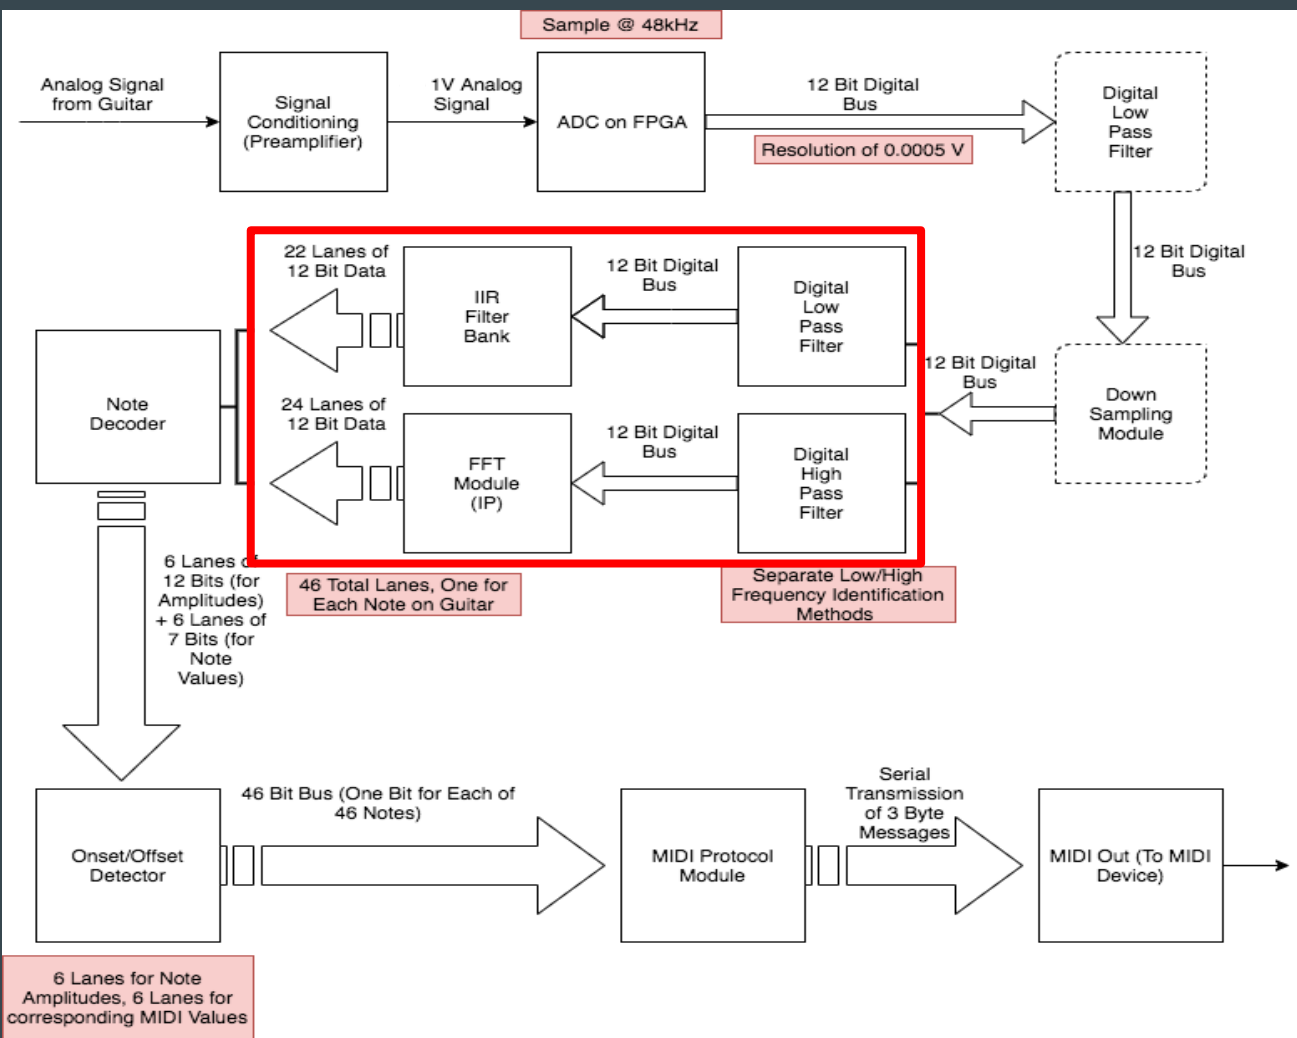 Sample @ 48kHz
Analog Signal
from Guitar
Signal
Conditioning
(Preamplifier)
1V Analog
Signal
ADC on FPGA
12 Bit Digital
Bus
Resolution of 0.0005 V
Digital
Low
Pass
Filter
12 Bit Digital
Bus
Down
Sampling
Module
12 Bit Digital
Bus
Digital
Low
Pass
Filter
12 Bit Digital
Bus
IIR
Filter
Bank
22 Lanes of
12 Bit Data
Digital
High
Pass
Filter
12 Bit Digital
Bus
FFT
Module
(IP)
24 Lanes of
12 Bit Data
Separate Low/High
Frequency Identification
Methods
46 Total Lanes, One for
Each Note on Guitar
Note
Decoder
6 Lanes of
12 Bits (for
Amplitudes)
+ 6 Lanes of
7 Bits (for
Note
Values)
Onset/Offset
Detector
6 Lanes for Note
Amplitudes, 6 Lanes for
corresponding MIDI Values
46 Bit Bus (One Bit for Each of
46 Notes)
MIDI Protocol
Module
Serial
Transmission
of 3 Byte
Messages
MIDI Out (To MIDI
Device)